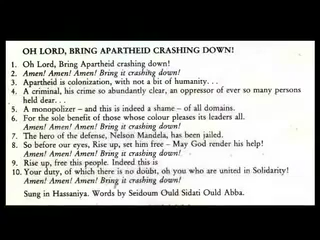 OH LORD, BRING APARTHEID CRASHING DOWN!
1. Oh Lord, Bring Apartheid crashing down!
2. Amen! Amen! Amen! Bring it crashing down!
3. Apartheid is colonization, with not a bit of humanity. . .
4. A criminal, his crime so abundantly clear, an oppressor of ever so many persons
held dear. . .
5. A monopolizer – and this is indeed a shame – of all domains.
6. For the sole benefit of those whose colour pleases its leaders all.
Amen! Amen! Amen! Bring it crashing down!
7. The hero of the defense, Nelson Mandela, has been jailed.
8. So before our eyes, Rise up, set him free – May God render his help!
Amen! Amen! Amen! Bring it crashing down!
9. Rise up, free this people. Indeed this is
10. Your duty, of which there is no doubt, oh you who are united in Solidarity!
Amen! Amen! Amen! Bring it crashing down!
Sung in Hassaniya. Words by Seidoum Ould Sidati Ould Abba.